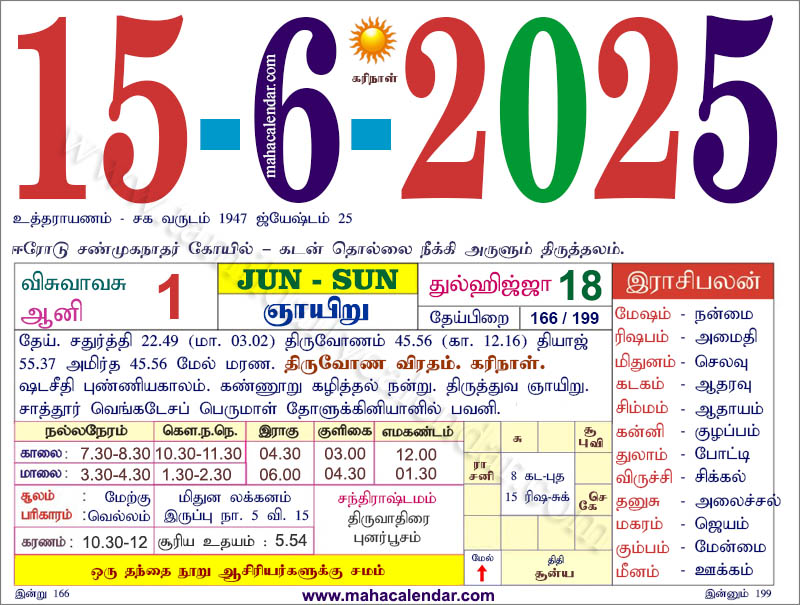 15-6-2025
mahacalendar.com
கரிநாள்
உத்தராயணம் - சக வருடம் 1947 ஜ்யேஷ்டம் 25
ஈரோடு சண்முகநாதர் கோயில் – கடன் தொல்லை நீக்கி அருளும் திருத்தலம்.
விசுவாவசு
ஆனி 1
JUN - SUN
ஞாயிறு
துல்ஹிஜ்ஜா 18
தேய்பிறை 166 / 199
தேய். சதுர்த்தி 22.49 (மா. 03.02) திருவோணம் 45.56 (கா. 12.16) தியாஜ்
55.37 அமிர்த 45.56 மேல் மரண. திருவோண விரதம். கரிநாள்.
ஷடசீதி புண்ணியகாலம். கண்ணூறு கழித்தல் நன்று. திருத்துவ ஞாயிறு.
சாத்தூர் வெங்கடேசப் பெருமாள் தோளுக்கினியானில் பவனி.
நல்லநேரம் கௌ.ந.நெ. இராகு குளிகை எமகண்டம்
காலை: 7.30-8.30 10.30-11.30 04.30 03.00 12.00
மாலை: 3.30-4.30 1.30-2.30 06.00 04.30 01.30
சூலம் : மேற்கு
பரிகாரம் :வெல்லம்
மிதுன லக்கனம்
இருப்பு நா. 5 வி. 15
சந்திராஷ்டமம்
திருவாதிரை
புனர்பூசம்
கரணம்: 10.30-12 சூரிய உதயம் : 5.54
ஒரு தந்தை நூறு ஆசிரியர்களுக்கு சமம்
சு
சூ
புவி
ரா
சனி
8 கட-புத
15 ரிஷ-சுக்
செ
கே
மேல்
திதி
சூன்ய
இராசிபலன்
மேஷம் - நன்மை
ரிஷபம் - அமைதி
மிதுனம் - செலவு
கடகம் - ஆதரவு
சிம்மம் - ஆதாயம்
கன்னி - குழப்பம்
துலாம் - போட்டி
விருச்சி - சிக்கல்
தனுசு - அலைச்சல்
மகரம் - ஜெயம்
கும்பம் - மேன்மை
மீனம் - ஊக்கம்
இன்று 166
www.mahacalendar.com
இன்னும் 199